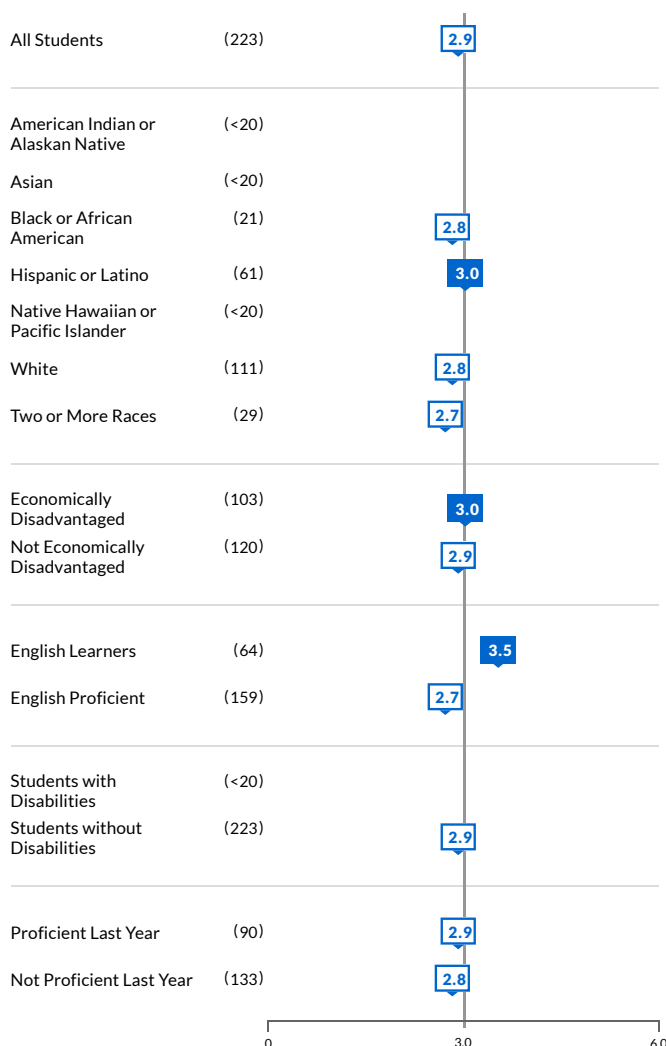 All Students (223) 2.9
American Indian or (<20)
Alaskan Native
Asian (<20)
Black or African (21) 2.8
American
Hispanic or Latino (61) 3.0
Native Hawaiian or (<20)
Pacific Islander
White (111) 2.8
Two or More Races (29) 2.7
Economically (103) 3.0
Disadvantaged
Not Economically (120) 2.9
Disadvantaged
English Learners (64) 3.5
English Proficient (159) 2.7
Students with (<20)
Disabilities
Students without (223) 2.9
Disabilities
Proficient Last Year (90) 2.9
Not Proficient Last Year (133) 2.8
0 3.0 6.0